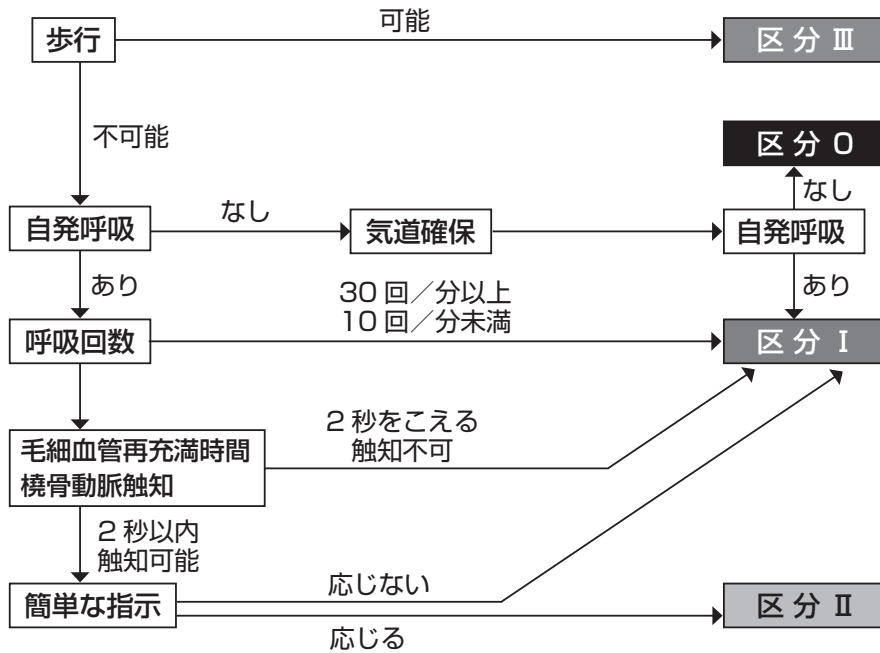 歩行
可能
区分 Ⅲ
不可能
区分 0
なし
自発呼吸
なし
気道確保
自発呼吸
あり
あり
30 回／分以上
10 回／分未満
呼吸回数
区分 Ⅰ
2 秒をこえる
触知不可
毛細血管再充満時間
橈骨動脈触知
2 秒以内
触知可能
応じない
簡単な指示
区分 Ⅱ
応じる